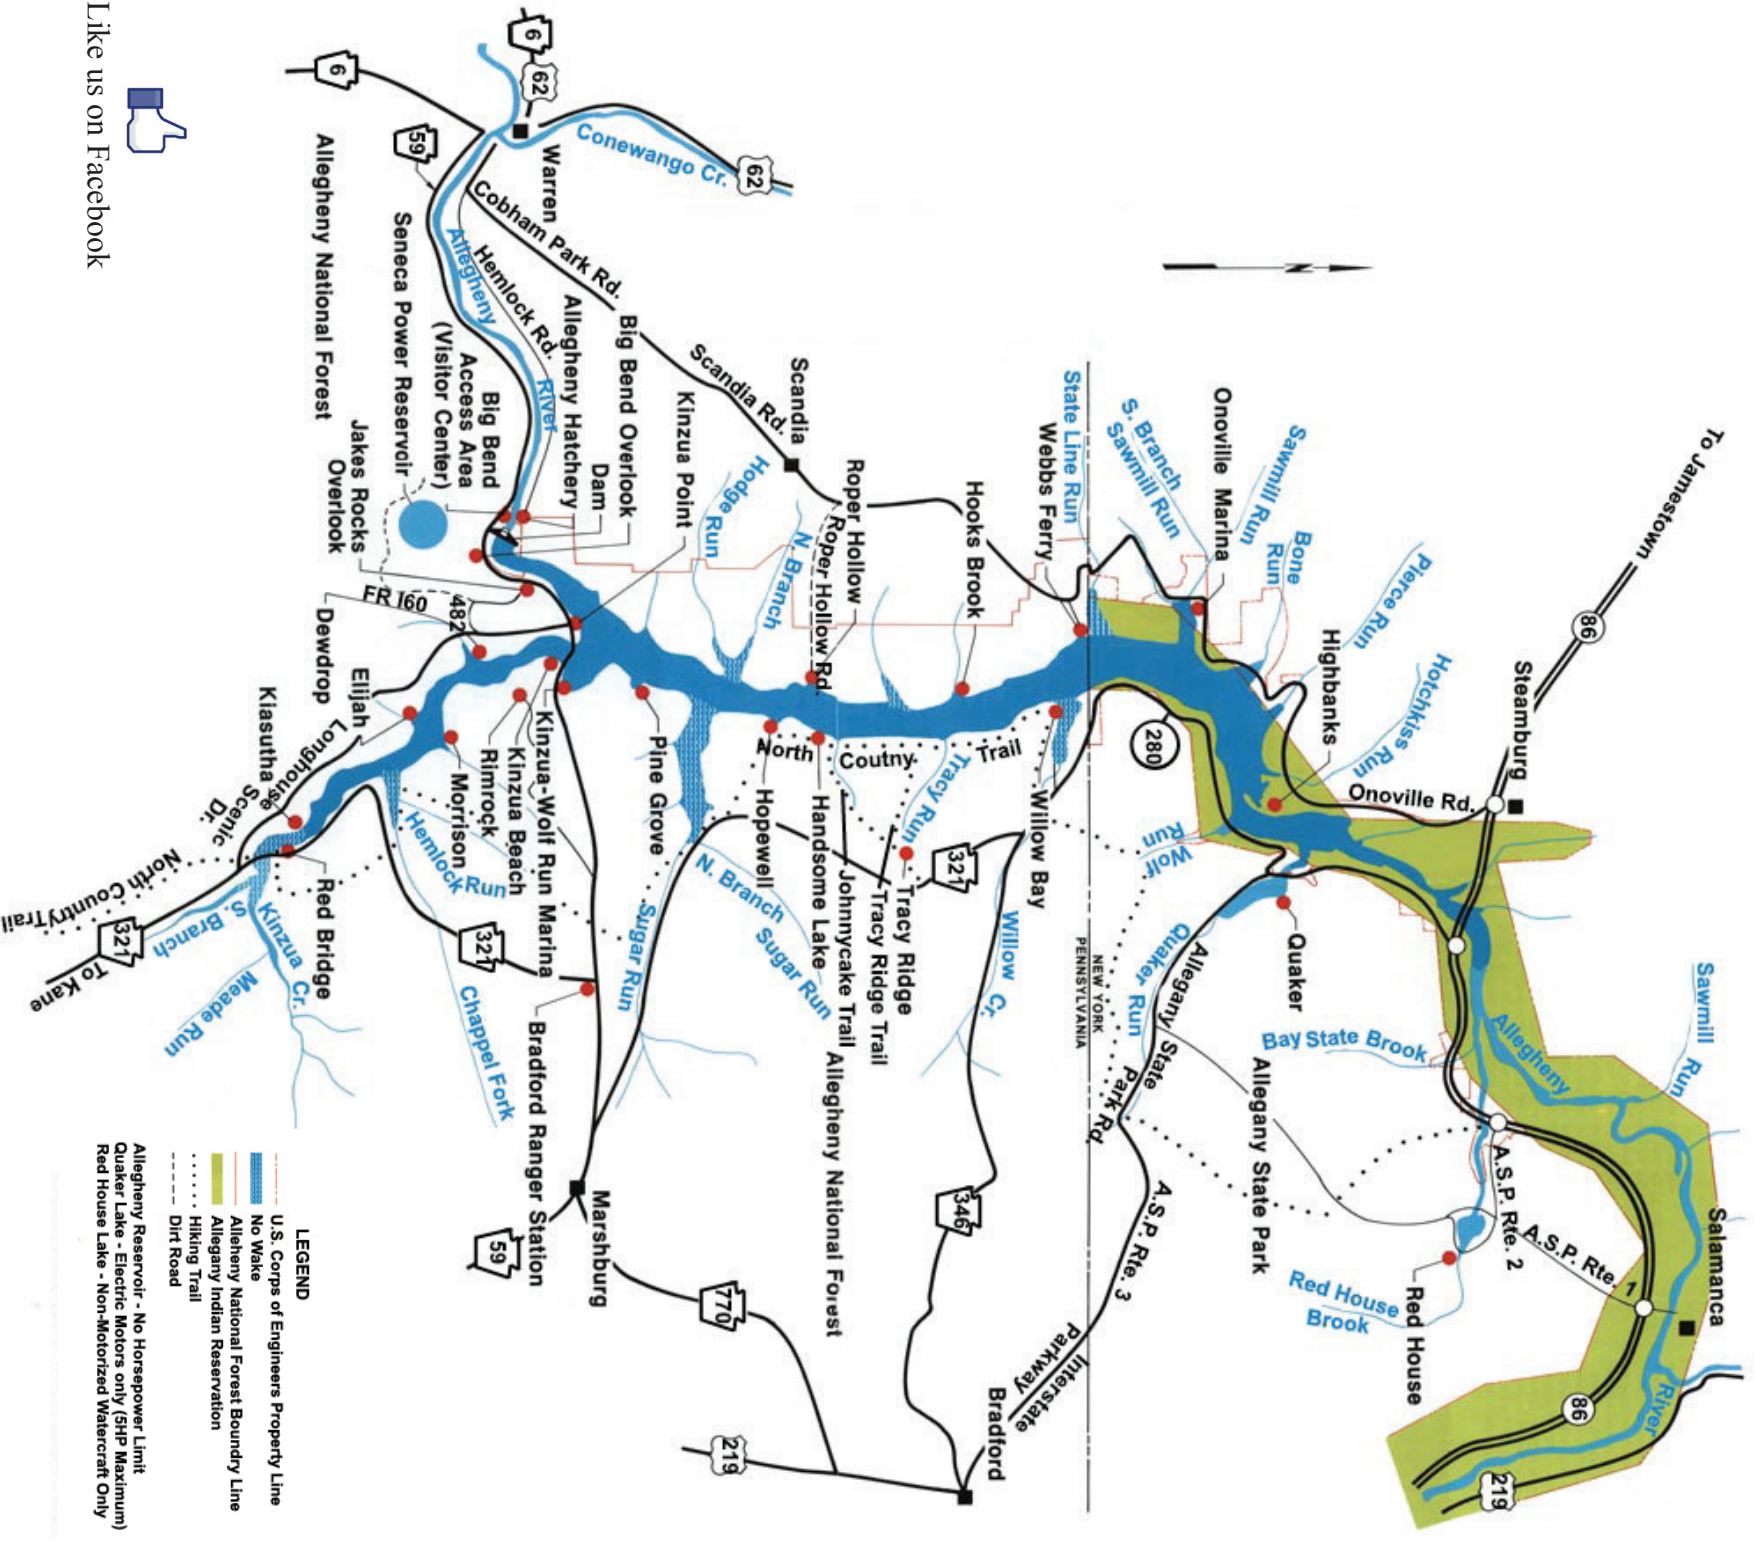 Like us on Facebook
6
6
62
62
59
Conewango Cr.
Warren
Cobham Park Rd.
Hemlock Rd.
Allegheny
River
Allegheny National Forest
Seneca Power Reservoir
Big Bend
Access Area
(Visitor Center)
Allegheny Hatchery
Dam
Big Bend Overlook
Kinzua Point
Jakes Rocks
Overlook
FR 160
482
Dewdrop
Elijah
Kiasutha
Longhouse
Scenic
Dr.
North Country Trail
321
To Kane
Scandia Rd.
Scandia
Hodge
Run
N. Branch
Roper Hollow
Roper Hollow Rd.
Hooks Brook
Webbs Ferry
State Line Run
S. Branch
Sawmill Run
Onoville Marina
Sawmill Run
Bone
Run
Pierce Run
Hotchkiss
Run
Highbanks
To Jamestown
86
Steamburg
Onoville Rd.
280
Kinzua-Wolf Run Marina
Kinzua Beach
Rimrock
Morrison
Hemlock Run
Red Bridge
S.
Branch
Kinzua Cr.
Meade Run
Chappel Fork
321
Bradford Ranger Station
Pine Grove
Sugar Run
N. Branch
Sugar Run
Hopewell
Handsome Lake
Johnnycake Trail
Tracy Ridge Trail
Tracy Ridge
Tracy Run
North
Coutny
Trail
Willow Bay
321
Willow
Cr.
Wolf
Run
Quaker
Quaker
Run
Allegany
State
Park Rd.
NEW YORK
PENNSYLVANIA
Bay State Brook
Allegany State Park
Allegheny
Sawmill
Run
Salamanca
A.S.P. Rte. 2
A.S.P. Rte.
1
A.S.P. Rte. 3
Red House
Red House
Brook
River
86
219
Interstate
Parkway
Bradford
346
219
770
Marshburg
59
Allegheny National Forest
LEGEND
U.S. Corps of Engineers Property Line
No Wake
Alleheny National Forest Boundry Line
Allegany Indian Reservation
Hiking Trail
Dirt Road
Allegheny Reservoir - No Horsepower Limit
Quaker Lake - Electric Motors only (5HP Maximum)
Red House Lake - Non-Motorized Watercraft Only
N